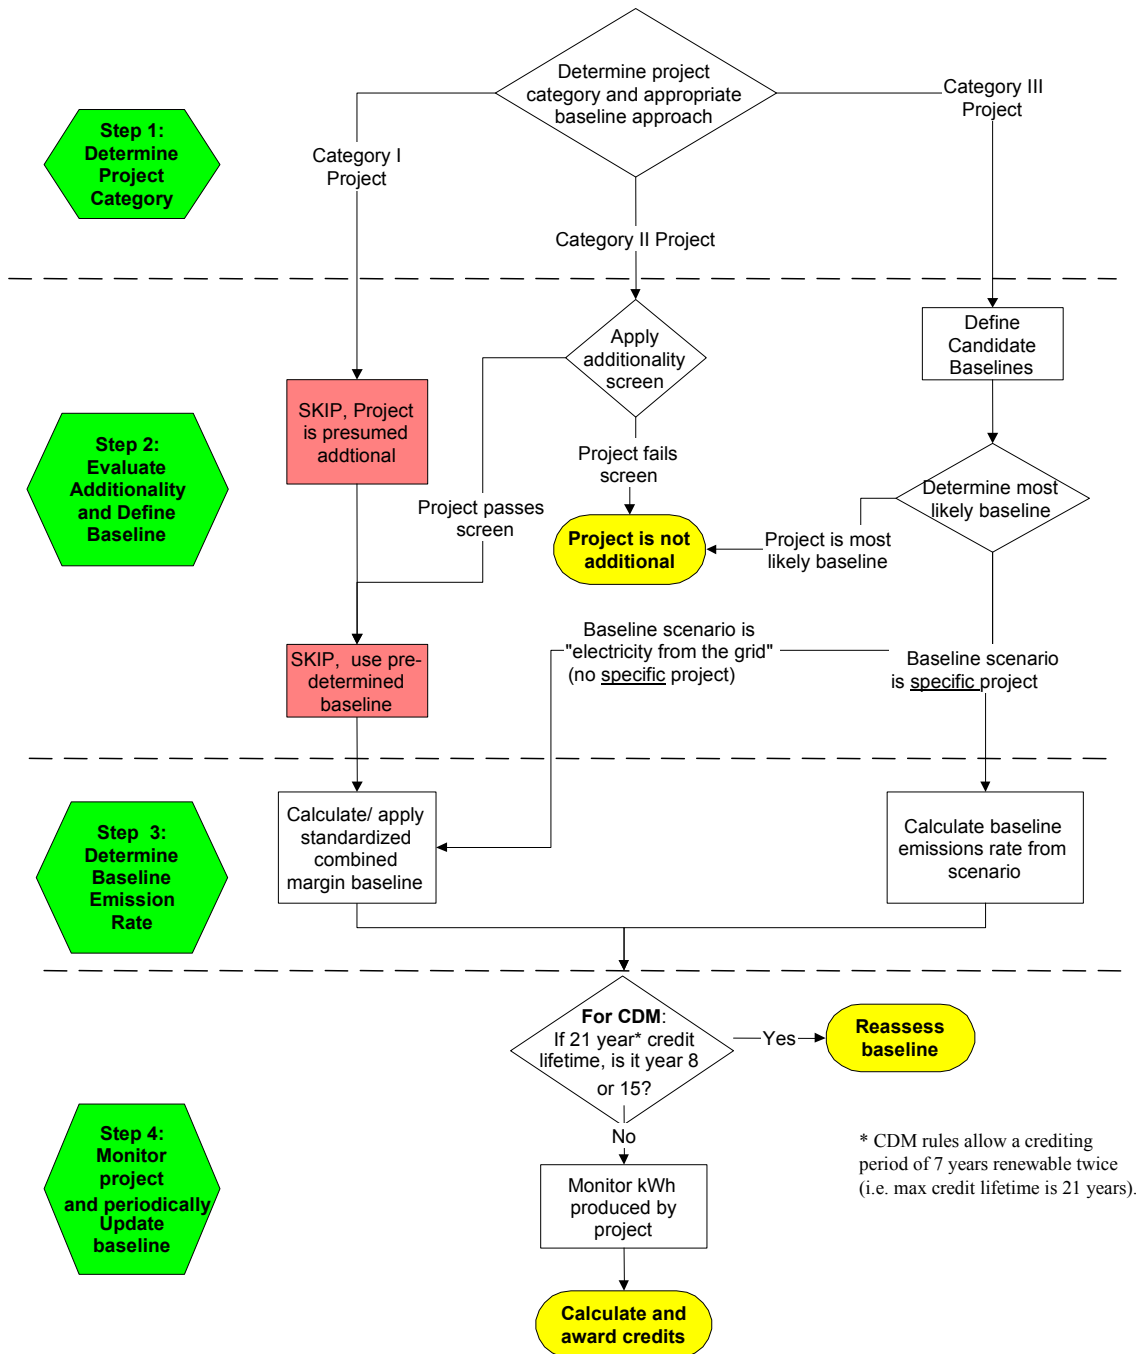 Determine project
category and appropriate
baseline approach
Category III
Project
Step 1:
Determine
Project
Category
Category I
Project
Category II Project
Define
Candidate
Baselines
Apply
additionality
screen
SKIP, Project
is presumed
addtional
Step 2:
Evaluate
Additionality
and Define
Baseline
Project fails
screen
Determine most
likely baseline
Project passes
screen
Project is not
additional
Project is most
likely baseline
Baseline scenario is
"electricity from the grid"
(no specific project)
SKIP, use pre-
determined
baseline
Baseline scenario
is specific project
Step 3:
Determine
Baseline
Emission
Rate
Calculate/ apply
standardized
combined
margin baseline
Calculate baseline
emissions rate from
scenario
For CDM:
If 21 year* credit
lifetime, is it year 8
or 15?
Yes
Reassess
baseline
No
Step 4:
Monitor
project
and periodically
Update
baseline
* CDM rules allow a crediting
period of 7 years renewable twice
(i.e. max credit lifetime is 21 years).
Monitor kWh
produced by
project
Calculate and
award credits